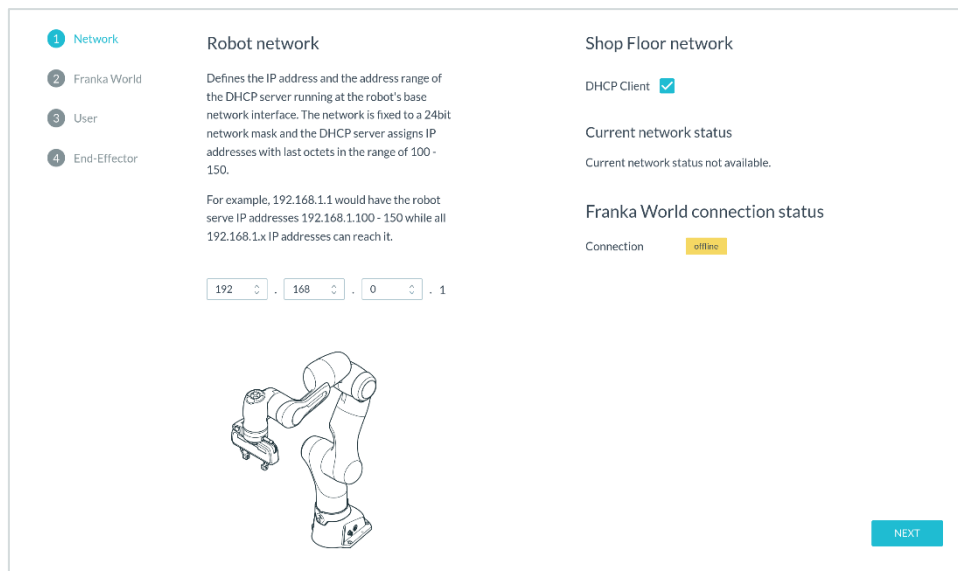 1 Network
2 Franka World
3 User
4 End-Effector
Robot network
Defines the IP address and the address range of
the DHCP server running at the robot's base
network interface. The network is fixed to a 24bit
network mask and the DHCP server assigns IP
addresses with last octets in the range of 100 -
150.
For example, 192.168.1.1 would have the robot
serve IP addresses 192.168.1.100 - 150 while all
192.168.1.x IP addresses can reach it.
192 . 168 . 0 . 1
Shop Floor network
DHCP Client
Current network status
Current network status not available.
Franka World connection status
Connection offline
NEXT